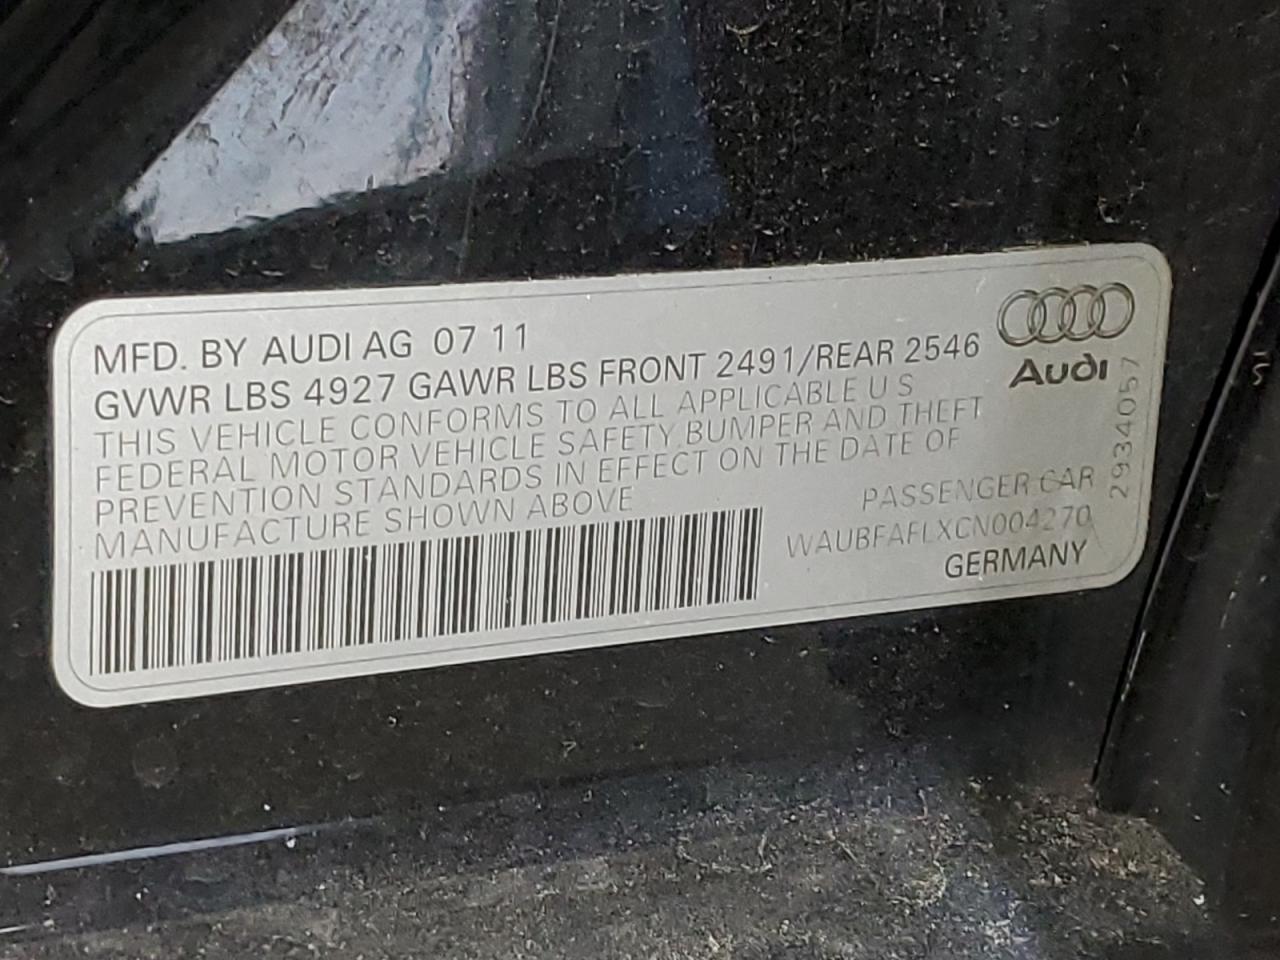 MFD. BY AUDI AG 07 11
GVWR LBS 4927 GAWR LBS FRONT 2491/REAR 2546
THIS VEHICLE CONFORMS TO ALL APPLICABLE U S
FEDERAL MOTOR VEHICLE SAFETY BUMPER AND THEFT
PREVENTION STANDARDS IN EFFECT ON THE DATE OF
MANUFACTURE SHOWN ABOVE
PASSENGER CAR
WAUBFAFLXCN004270
GERMANY
Audi
2934057